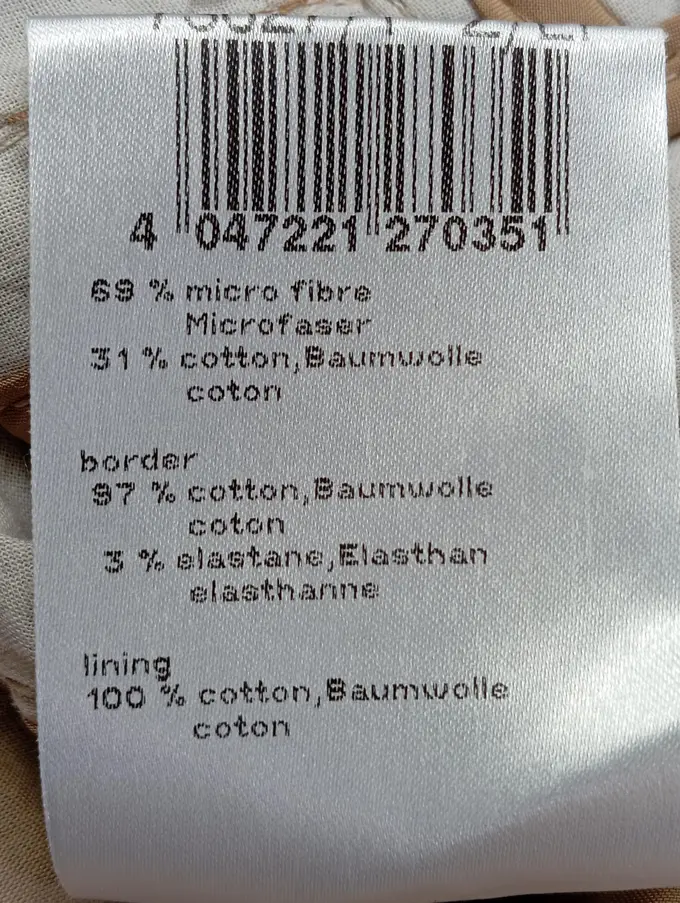 4 047221 270351
69 % micro fibre
Microfaser
31 % cotton,Baumwolle
coton
border
97 % cotton,Baumwolle
coton
3 % elastane,Elasthan
elasthanne
lining
100 % cotton,Baumwolle
coton